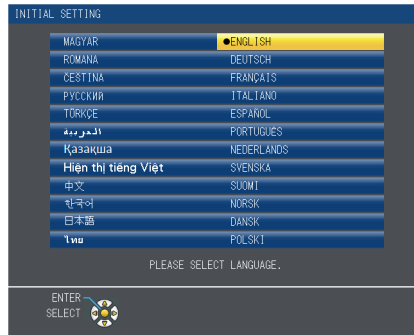 INITIAL SETTING
MAGYAR
ENGLISH
ROMÂNĂ
DEUTSCH
ČEŠTINA
FRANÇAIS
РУССКИЙ
ITALIANO
TÜRKÇE
ESPAÑOL
العربية
PORTUGUÊS
Қазақша
NEDERLANDS
Hiện thị tiếng Việt
SVENSKA
中文
SUOMI
한국어
NORSK
日本語
DANSK
ไทย
POLSKI
PLEASE SELECT LANGUAGE.
ENTER
SELECT